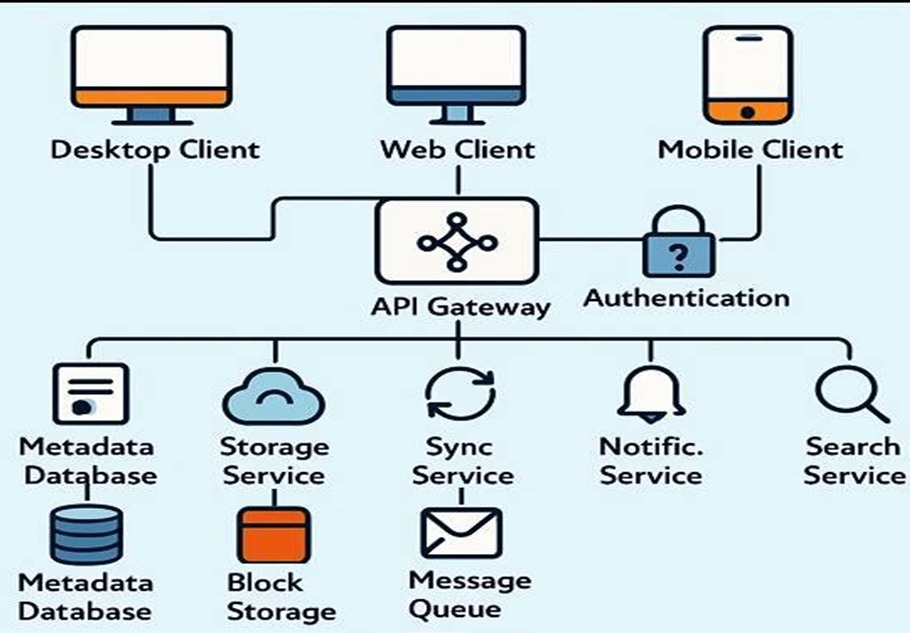 Desktop Client
Web Client
Mobile Client
?
API Gateway
Authentication
Metadata
Database
Storage
Service
Sync
Service
Notific.
Service
Search
Service
Metadata
Database
Block
Storage
Message
Queue